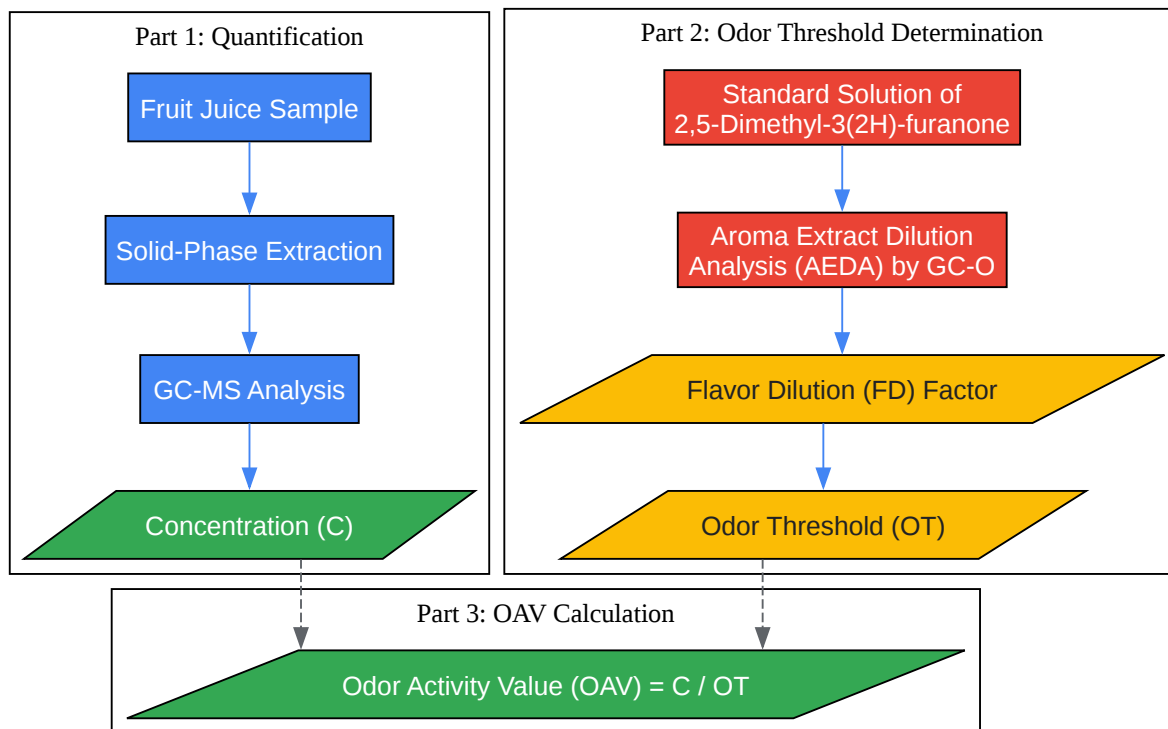 Part 1: Quantification
Fruit Juice Sample
Solid-Phase Extraction
GC-MS Analysis
Concentration (C)
Part 2: Odor Threshold Determination
Standard Solution of
2,5-Dimethyl-3(2H)-furanone
Aroma Extract Dilution
Analysis (AEDA) by GC-O
Flavor Dilution (FD) Factor
Odor Threshold (OT)
Part 3: OAV Calculation
Odor Activity Value (OAV) = C / OT